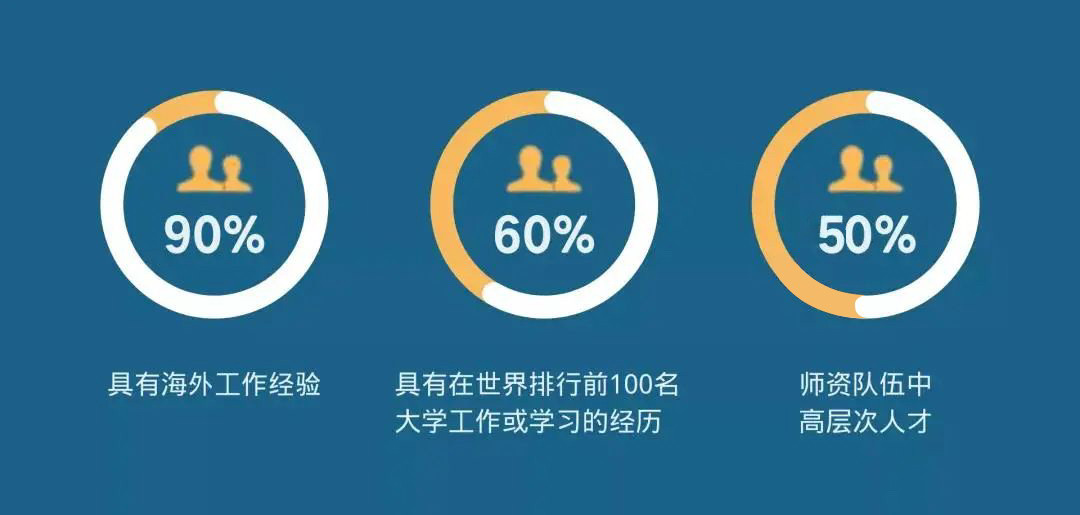 90%
60%
50%
具有海外工作经验
具有在世界排行前100名
大学工作或学习的经历
师资队伍中
高层次人才